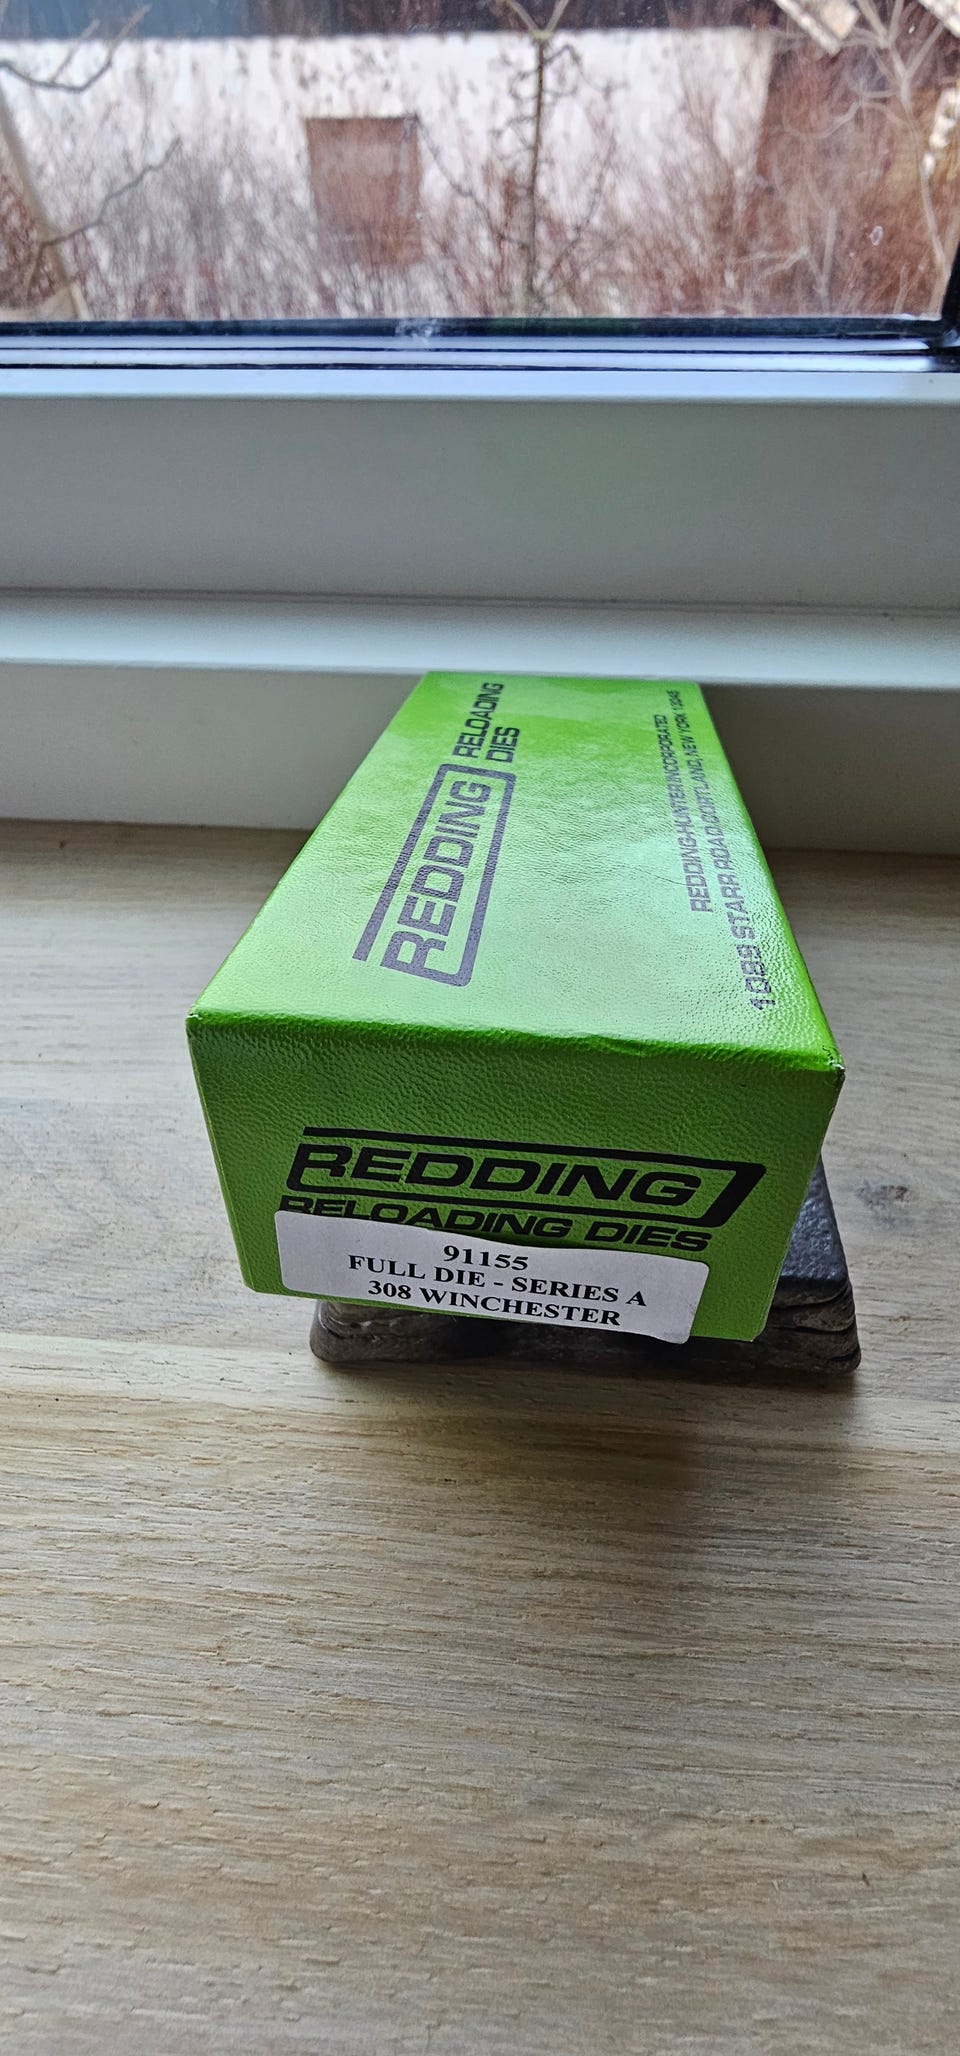 REDDING
RELOADING
DIES
REDDING-HUNTER INCORPORATED
1089 STARR ROAD, CORTLAND, NEW YORK 13045
REDDING
RELOADING DIES
91155
FULL DIE - SERIES A
308 WINCHESTER